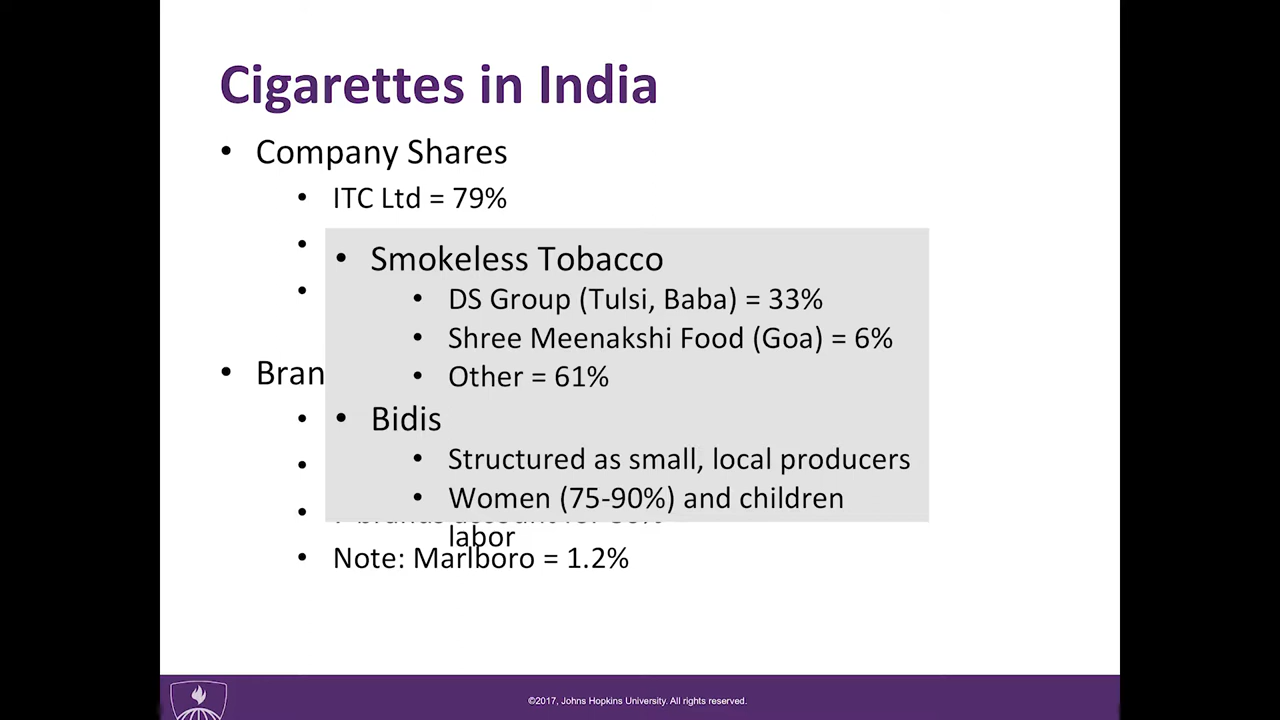 Cigarettes in India
• Company Shares
• ITC Ltd = 79%
•
•
• Bran
•
•
•
• Note: Marlboro = 1.2%
• Smokeless Tobacco
• DS Group (Tulsi, Baba) = 33%
• Shree Meenakshi Food (Goa) = 6%
• Other = 61%
• Bidis
• Structured as small, local producers
• Women (75-90%) and children
labor
©2017, Johns Hopkins University. All rights reserved.